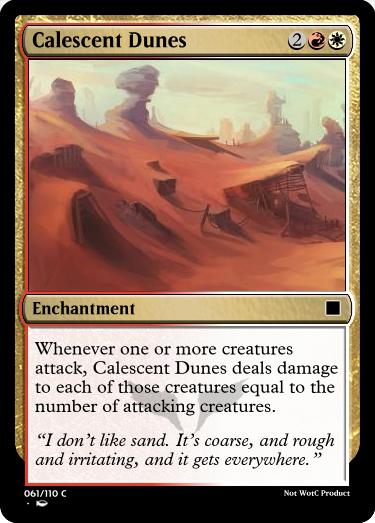 Calescent Dunes 2
Enchantment
Whenever one or more creatures
attack, Calescent Dunes deals damage
to each of those creatures equal to the
number of attacking creatures.
“I don’t like sand. It’s coarse, and rough
and irritating, and it gets everywhere.”
061/110 C
Not WotC Product